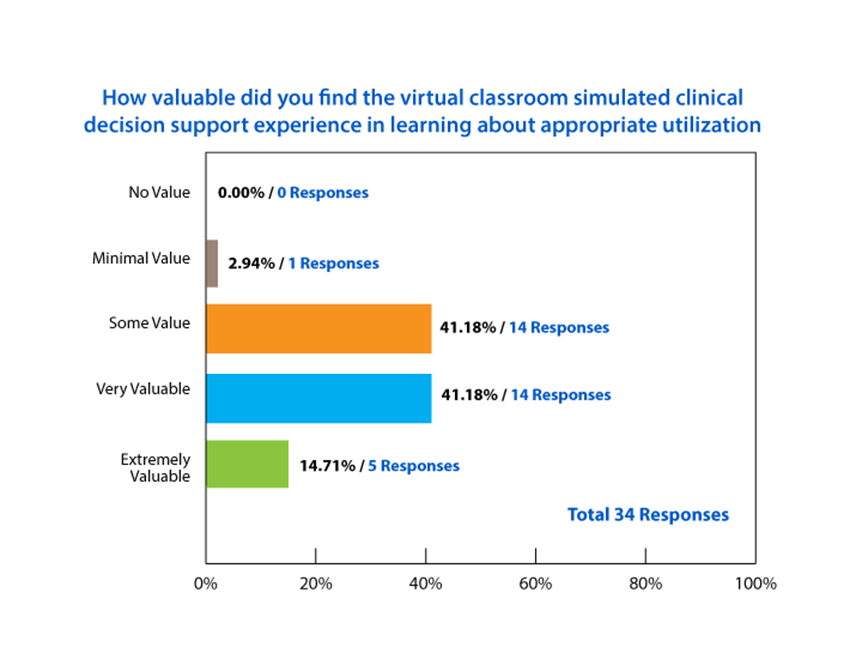 How valuable did you find the virtual classroom simulated clinical
decision support experience in learning about appropriate utilization
No Value 0.00% / 0 Responses
Minimal Value 2.94% / 1 Responses
Some Value 41.18% / 14 Responses
Very Valuable 41.18% / 14 Responses
Extremely
Valuable 14.71% / 5 Responses
Total 34 Responses
0% 20% 40% 60% 80% 100%